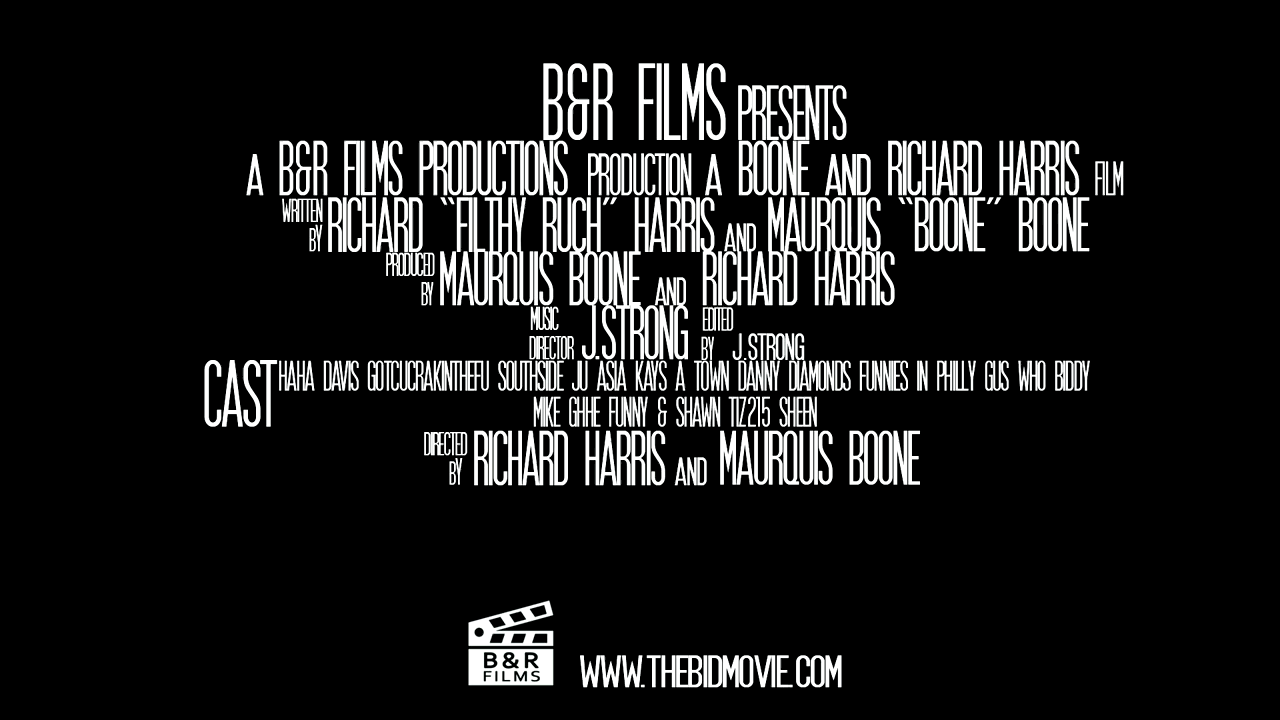 B&R FILMS PRESENTS
A B&R FILMS PRODUCTIONS PRODUCTION A BOONE AND RICHARD HARRIS FILM
WRITTEN BY RICHARD "FILTHY RUCH" HARRIS AND MAURQUIS "BOONE" BOONE
PRODUCED BY MAURQUIS BOONE AND RICHARD HARRIS
MUSIC DIRECTOR J.STRONG EDITED BY J.STRONG
CAST HAHA DAVIS GOTCUCRAKINTHEFU SOUTHSIDE JU ASIA KAYS A TOWN DANNY DIAMONDS FUNNIES IN PHILLY GUS WHO BIDDY
MIKE GHHE FUNNY & SHAWN TIZ215 SHEEN
DIRECTED BY RICHARD HARRIS AND MAURQUIS BOONE
B&R
FILMS
WWW.THEBIDMOVIE.COM